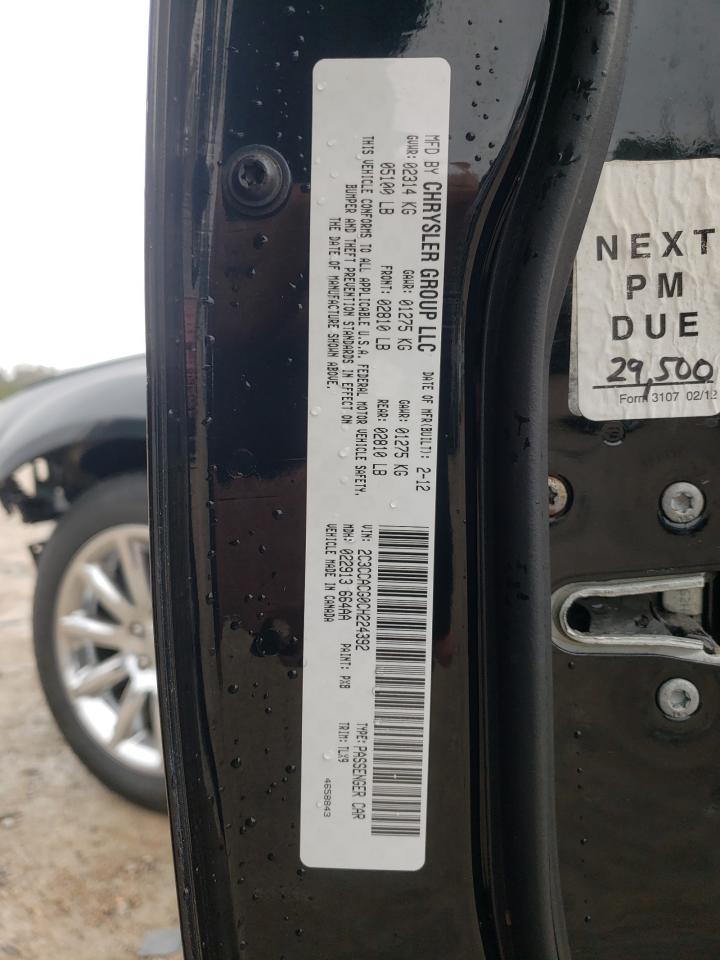 MFD BY CHRYSLER GROUP LLC DATE OF MFR(BUILT): 2-12
GVWR: 02314 KG GAWR: 01275 KG GAWR: 01275 KG
05100 LB FRONT: 02810 LB REAR: 02810 LB
THIS VEHICLE CONFORMS TO ALL APPLICABLE U.S.A. FEDERAL MOTOR VEHICLE SAFETY,
BUMPER AND THEFT PREVENTION STANDARDS IN EFFECT ON
THE DATE OF MANUFACTURE SHOWN ABOVE.
VIN: 2C3CCACG0CH224392 TYPE: PASSENGER CAR
MDH: 022913 664AA PAINT: PXB TRIM: TLX9
VEHICLE MADE IN CANADA 4658843
NEXT
PM
DUE
29,500
Form 3107 02/12